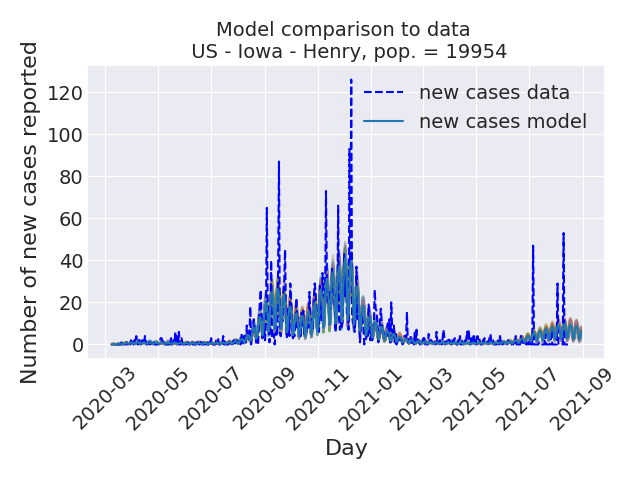 Model comparison to data
US - Iowa - Henry, pop. = 19954
Number of new cases reported
120
100
80
60
40
20
0
new cases data
new cases model
2020-03
2020-05
2020-07
2020-09
2020-11
2021-01
2021-03
2021-05
2021-07
2021-09
Day